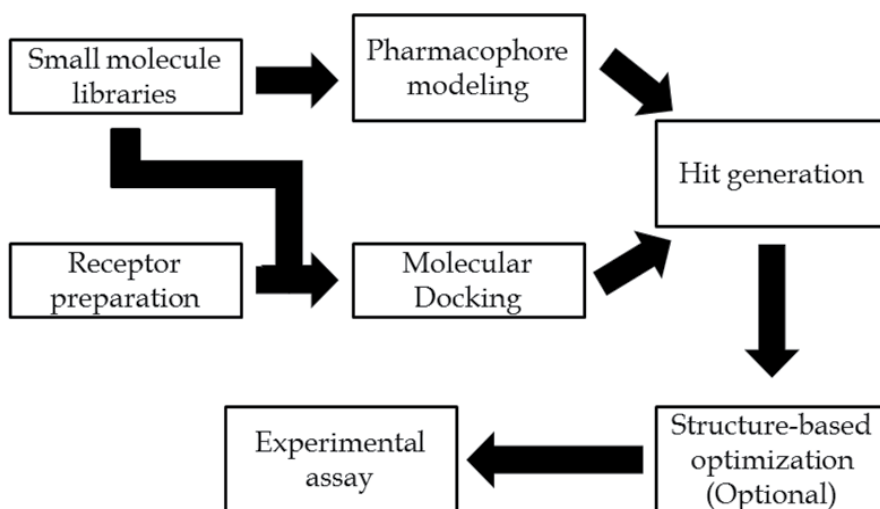 Small molecule
libraries
Pharmacophore
modeling
Hit generation
Receptor
preparation
Molecular
Docking
Experimental
assay
Structure-based
optimization
(Optional)